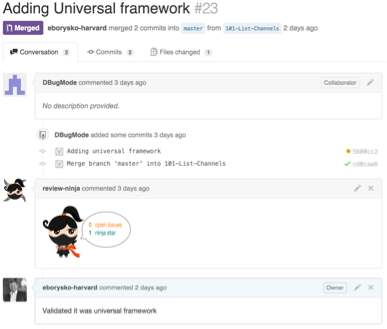 Adding Universal framework #23
Merged eborysko-harvard merged 2 commits into master from 101-List-Channels 2 days ago
Conversation 2 Commits 2 Files changed 1
DBugMode commented 3 days ago Collaborator
No description provided.
DBugMode added some commits 3 days ago
Adding universal framework 5600cc2
Merge branch 'master' into 101-List-Channels cd0caa6
review-ninja commented 3 days ago
0 open issues
1 ninja star
eborysko-harvard commented 2 days ago Owner
Validated it was universal framework